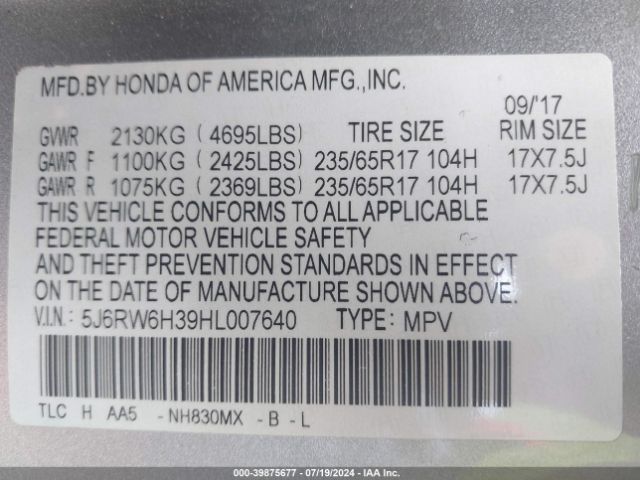 MFD.BY HONDA OF AMERICA MFG.,INC.
09/'17
GVWR 2130KG ( 4695LBS) TIRE SIZE RIM SIZE
GAWR F 1100KG ( 2425LBS) 235/65R17 104H 17X7.5J
GAWR R 1075KG ( 2369LBS) 235/65R17 104H 17X7.5J
THIS VEHICLE CONFORMS TO ALL APPLICABLE
FEDERAL MOTOR VEHICLE SAFETY
AND THEFT PREVENTION STANDARDS IN EFFECT
ON THE DATE OF MANUFACTURE SHOWN ABOVE.
V.I.N.: 5J6RW6H39HL007640 TYPE: MPV
TLC H AA5 -NH830MX -B -L
000-39875677 / 07/19/2024 - IAA Inc.